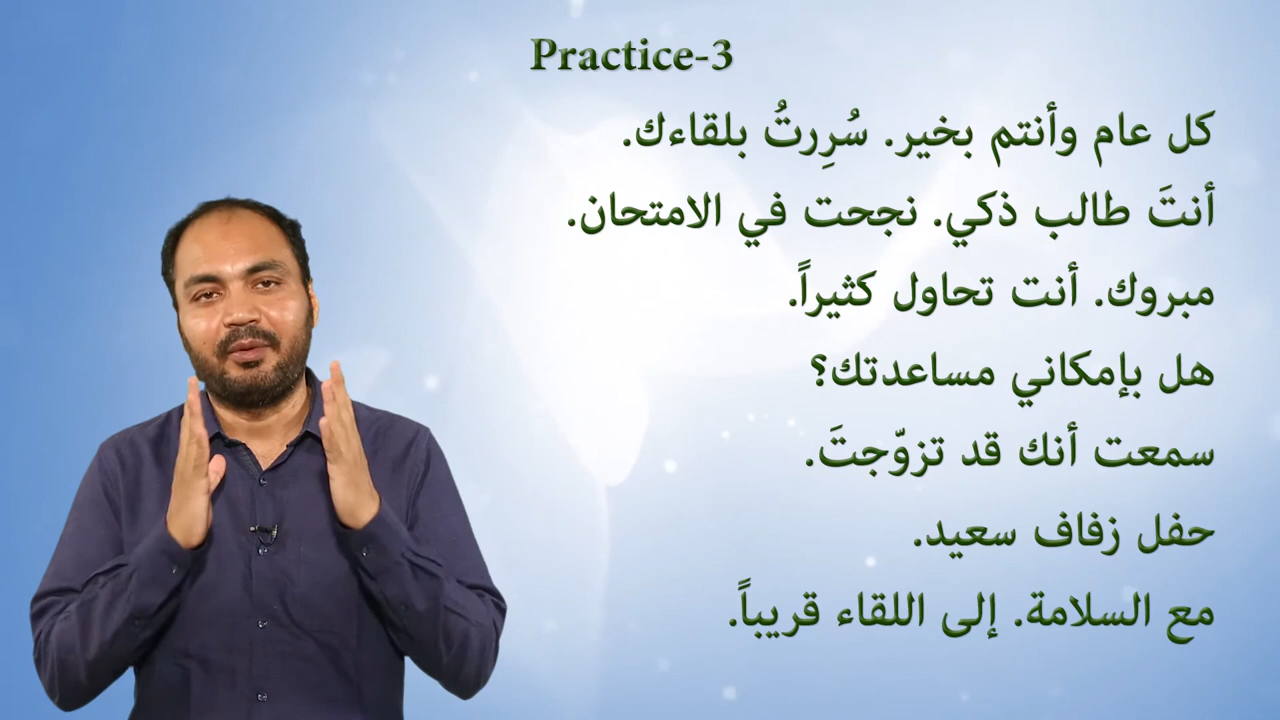 Practice-3
كل عام وأنتم بخير. سُرِرتُ بلقاءك.
أنتَ طالب ذكي. نجحت في الامتحان.
مبروك. أنت تحاول كثيراً.
هل بإمكاني مساعدتك؟
سمعت أنك قد تزوّجتَ.
حفل زفاف سعيد.
مع السلامة. إلى اللقاء قريباً.